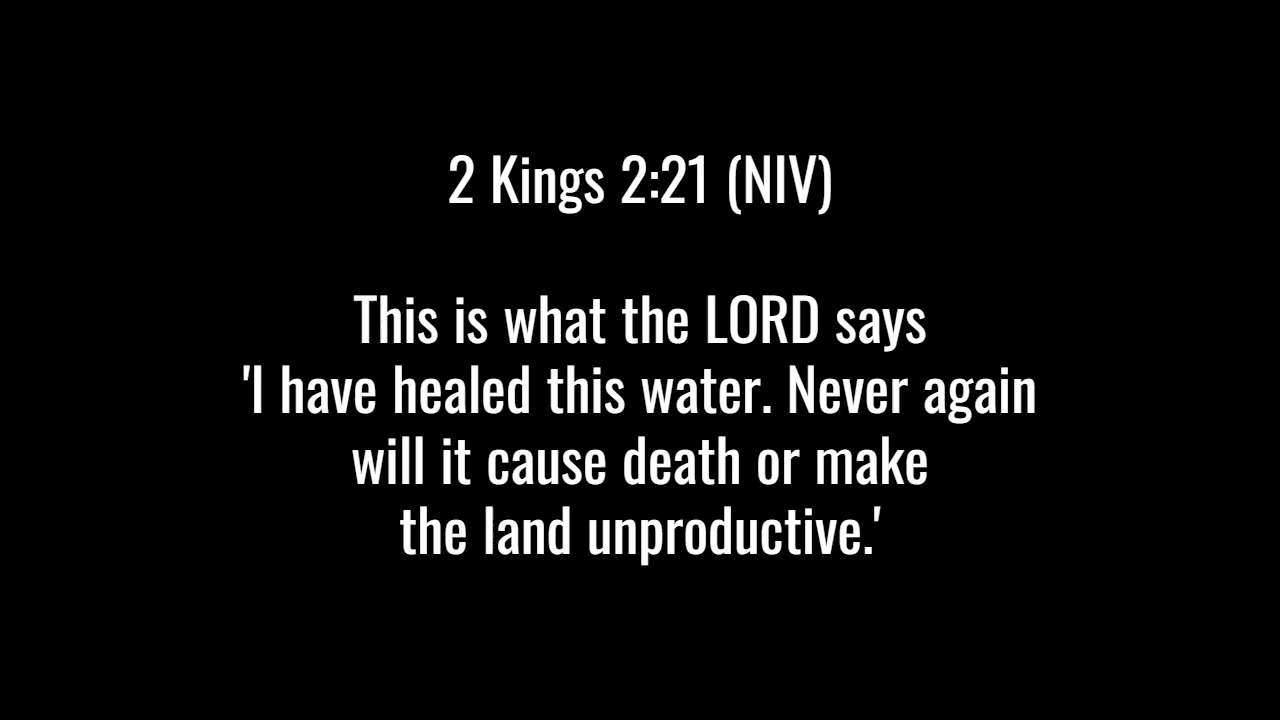 2 Kings 2:21 (NIV)
This is what the LORD says
'I have healed this water. Never again
will it cause death or make
the land unproductive.'